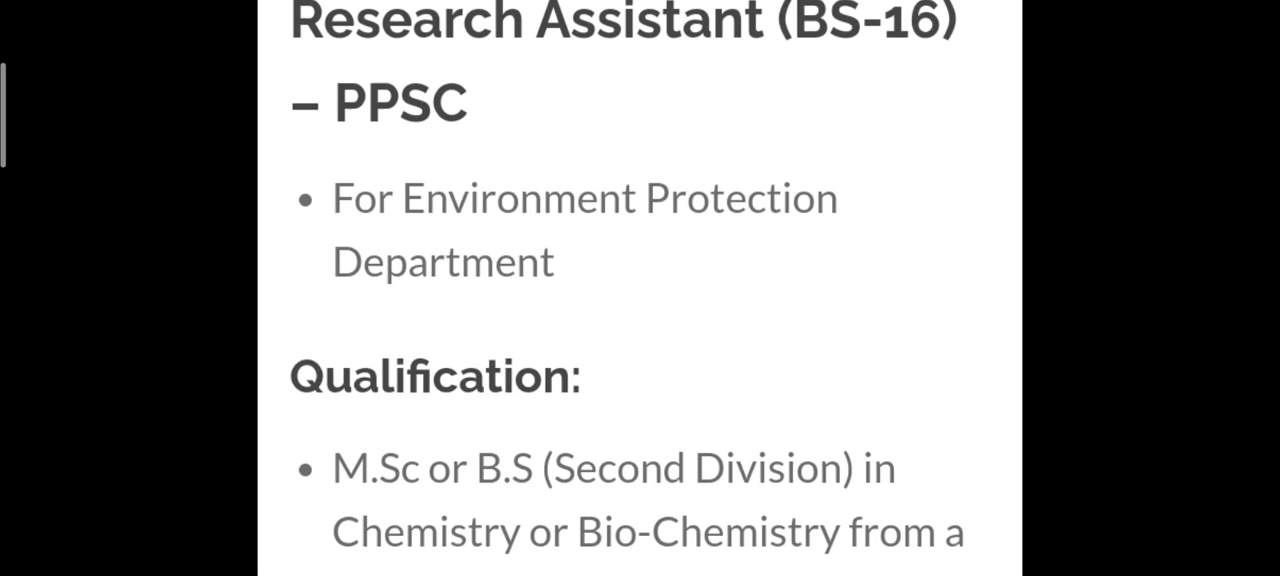 Research Assistant (BS-16)
– PPSC
• For Environment Protection
Department
Qualification:
• M.Sc or B.S (Second Division) in
Chemistry or Bio-Chemistry from a